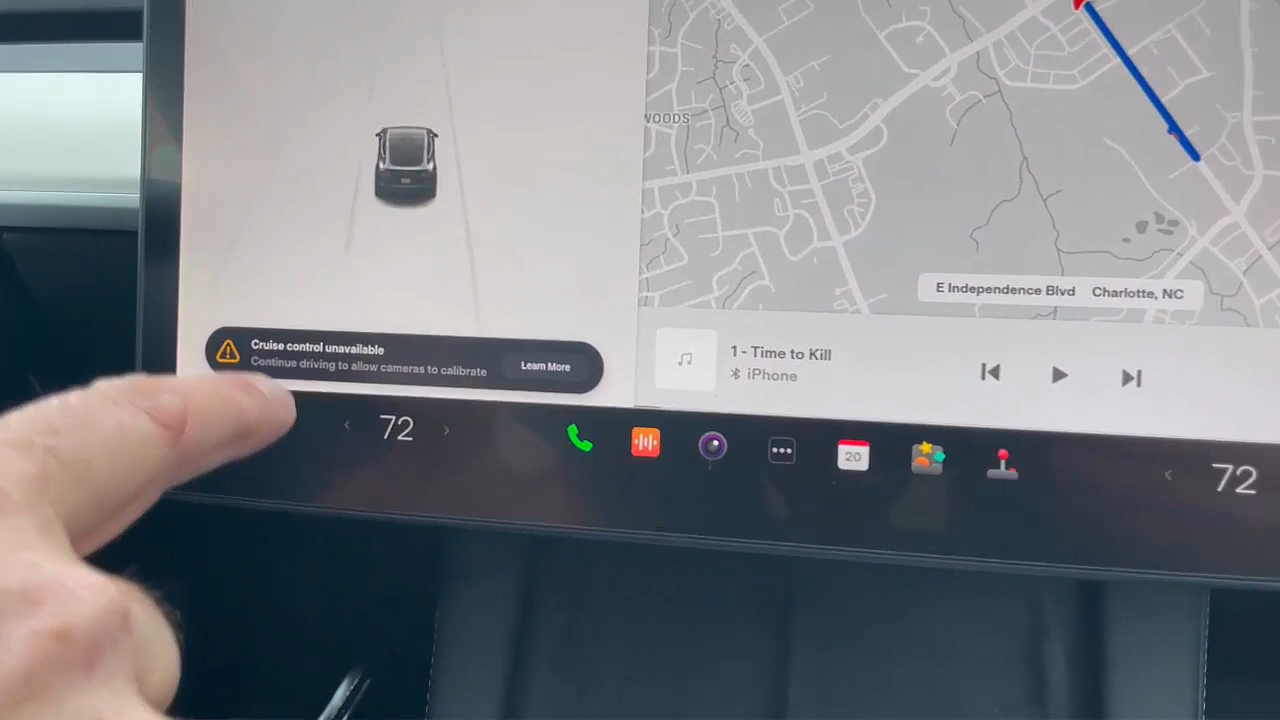 WOODS
E Independence Blvd Charlotte, NC
Cruise control unavailable
Continue driving to allow cameras to calibrate
Learn More
1 - Time to Kill
iPhone
72
20
72